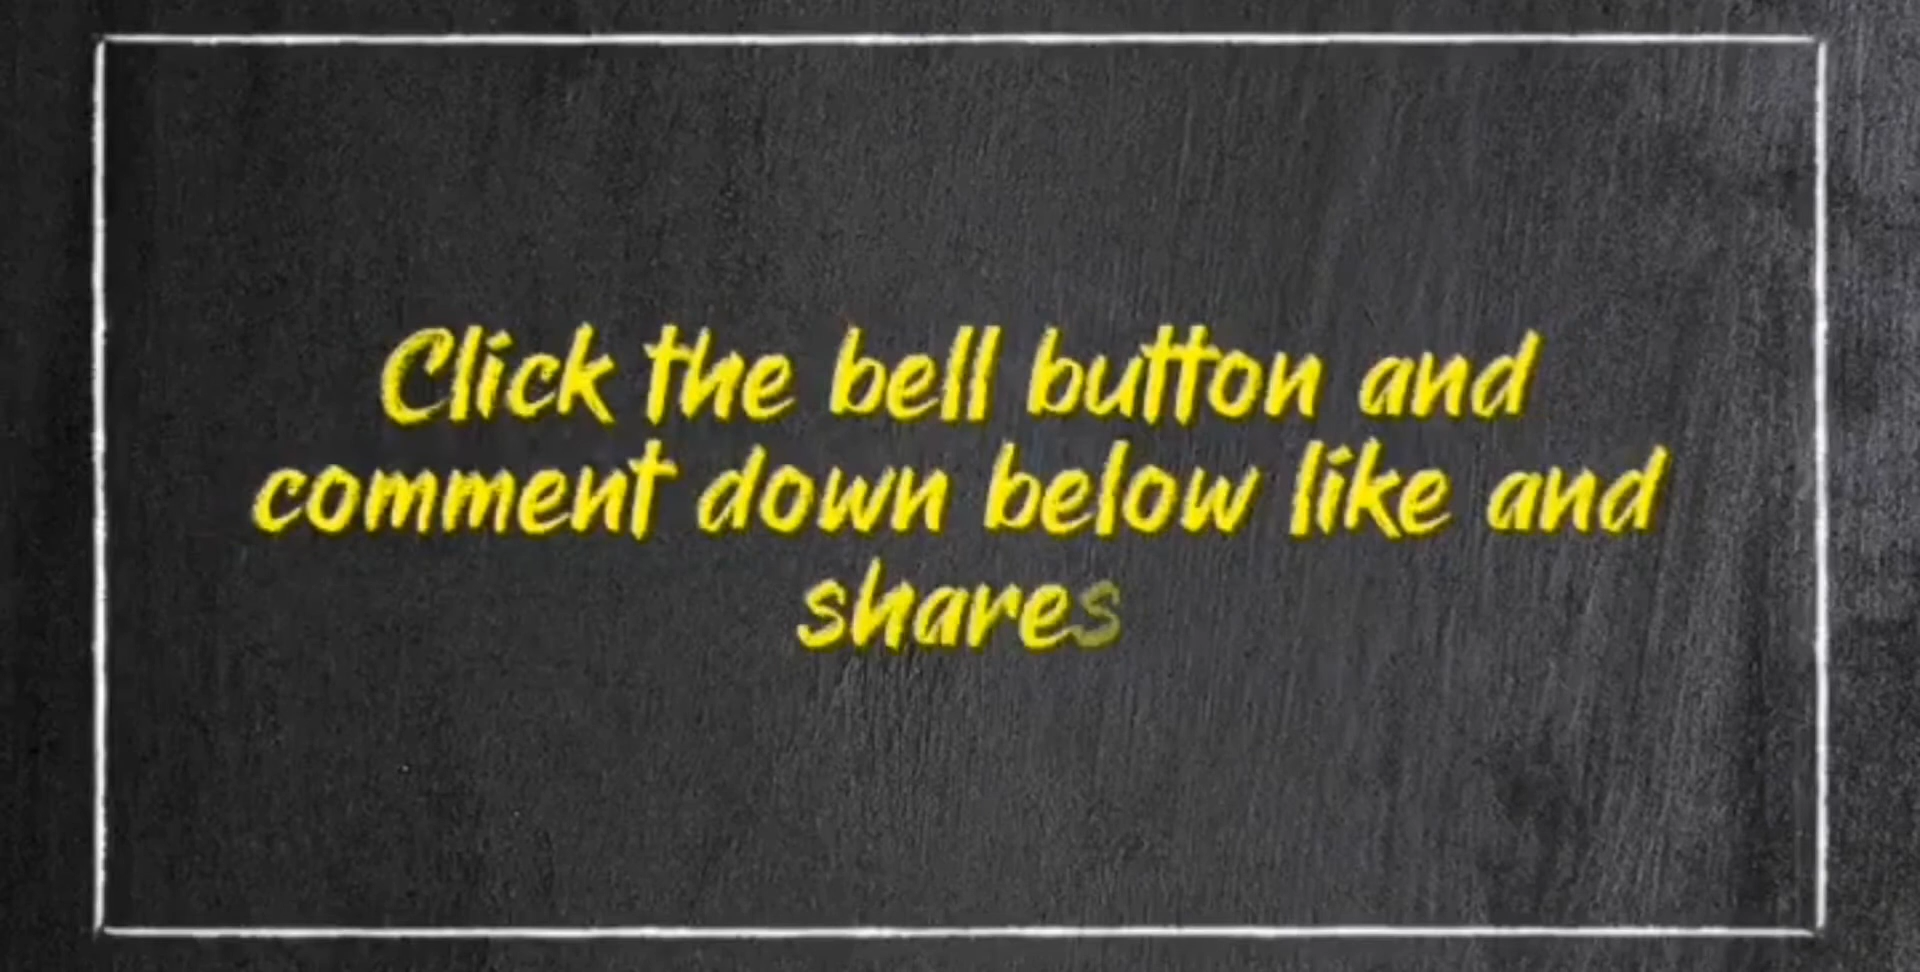 Click the bell button and
comment down below like and
shares